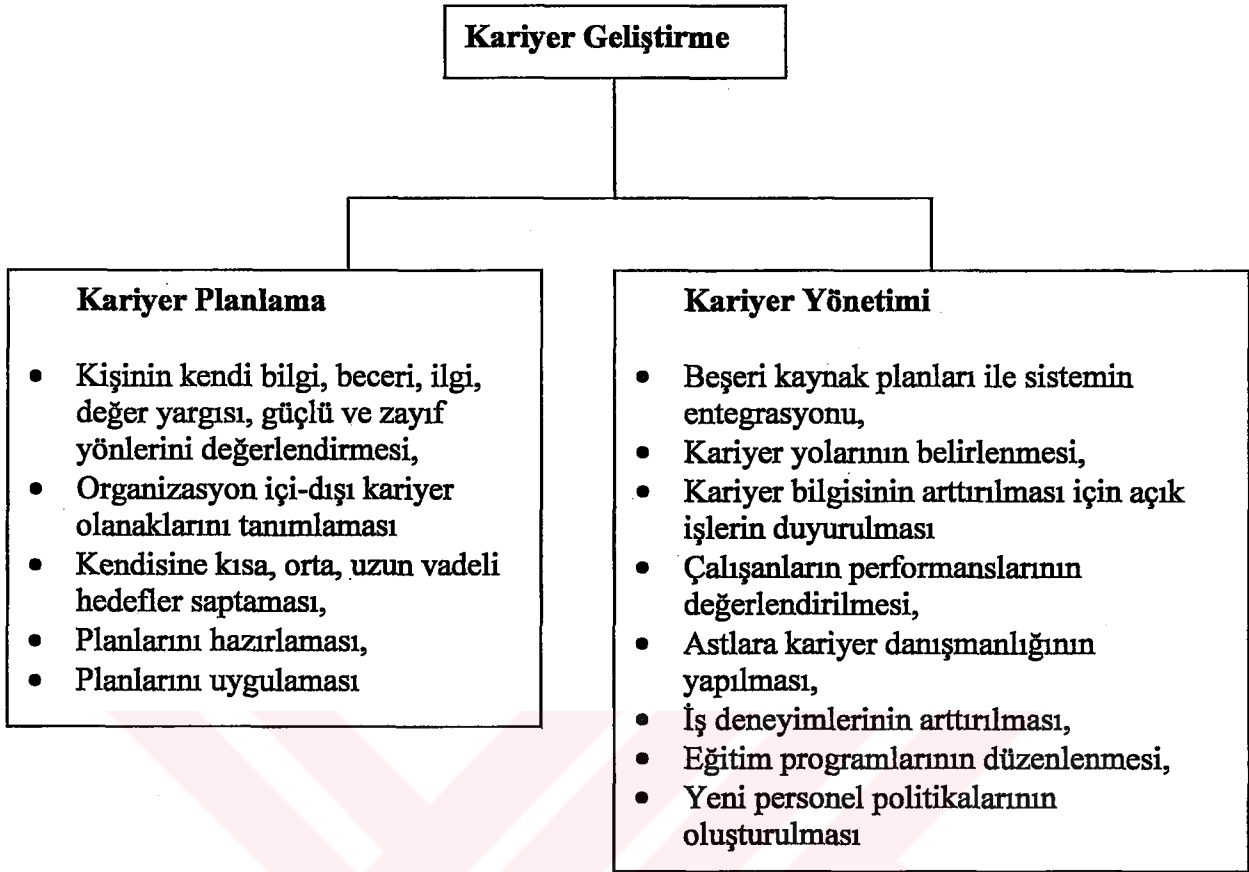 Kariyer Geliştirme
Kariyer Planlama
• Kişinin kendi bilgi, beceri, ilgi,
değer yargısı, güçlü ve zayıf
yönlerini değerlendirmesi,
• Organizasyon içi-dışı kariyer
olanaklarını tanımlaması
• Kendisine kısa, orta, uzun vadeli
hedefler saptaması,
• Planlarını hazırlaması,
• Planlarını uygulaması
Kariyer Yönetimi
• Beşeri kaynak planları ile sistemin
entegrasyonu,
• Kariyer yolarının belirlenmesi,
• Kariyer bilgisinin arttırılması için açık
işlerin duyurulması
• Çalışanların performanslarının
değerlendirilmesi,
• Astlara kariyer danışmanlığının
yapılması,
• İş deneyimlerinin arttırılması,
• Eğitim programlarının düzenlenmesi,
• Yeni personel politikalarının
oluşturulması